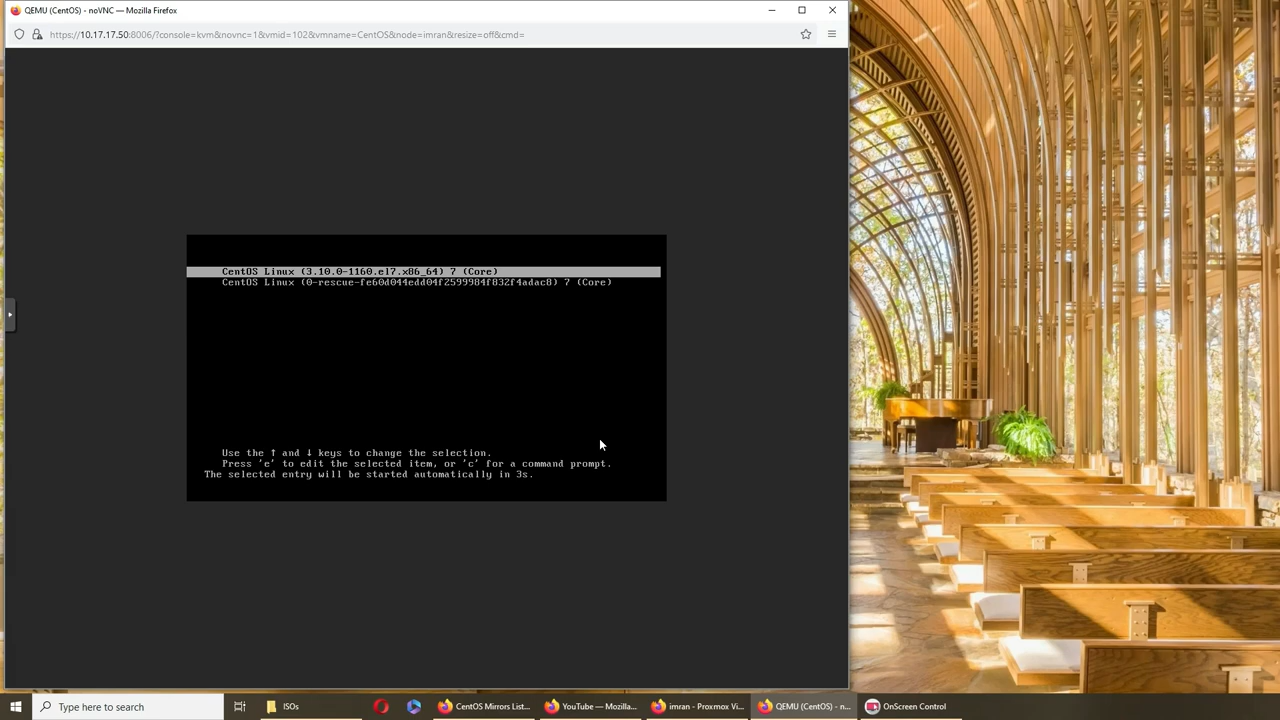 QEMU (CentOS) - noVNC — Mozilla Firefox
https://10.17.17.50:8006/?console=kvm&novnc=1&vmid=102&vmname=CentOS&node=imran&resize=off&cmd=
CentOS Linux (3.10.0-1160.el7.x86_64) 7 (Core)
CentOS Linux (0-rescue-fe60d044edd04f2599984f832f4adac8) 7 (Core)
Use the ↑ and ↓ keys to change the selection.
Press 'e' to edit the selected item, or 'c' for a command prompt.
The selected entry will be started automatically in 3s.
Type here to search
ISOs
CentOS Mirrors List...
YouTube — Mozilla...
imran - Proxmox Vi...
QEMU (CentOS) - n...
OnScreen Control